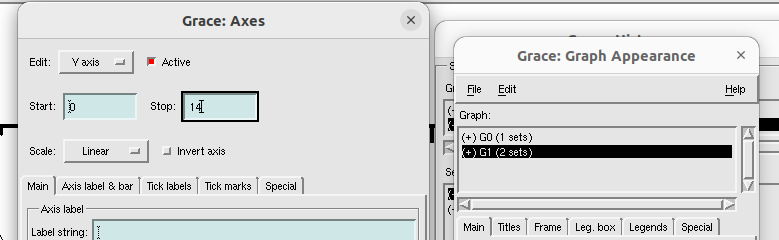 Grace: Axes
Edit: Y axis Active
Start: 0 Stop: 14
Scale: Linear Invert axis
Main Axis label & bar Tick labels Tick marks Special
Axis label
Label string:
Grace: Graph Appearance
File Edit Help
Graph:
(+) G0 (1 sets)
(+) G1 (2 sets)
Main Titles Frame Leg. box Legends Special